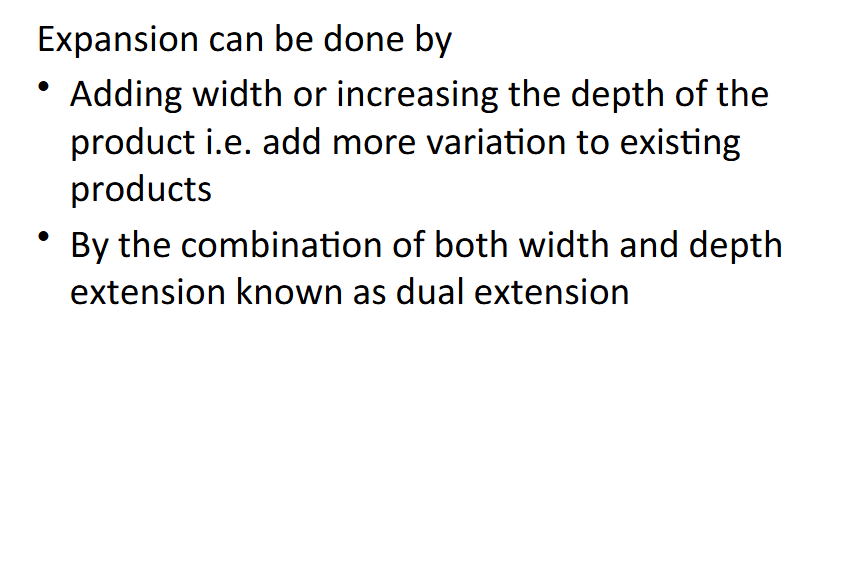 Expansion can be done by
• Adding width or increasing the depth of the
product i.e. add more variation to existing
products
• By the combination of both width and depth
extension known as dual extension